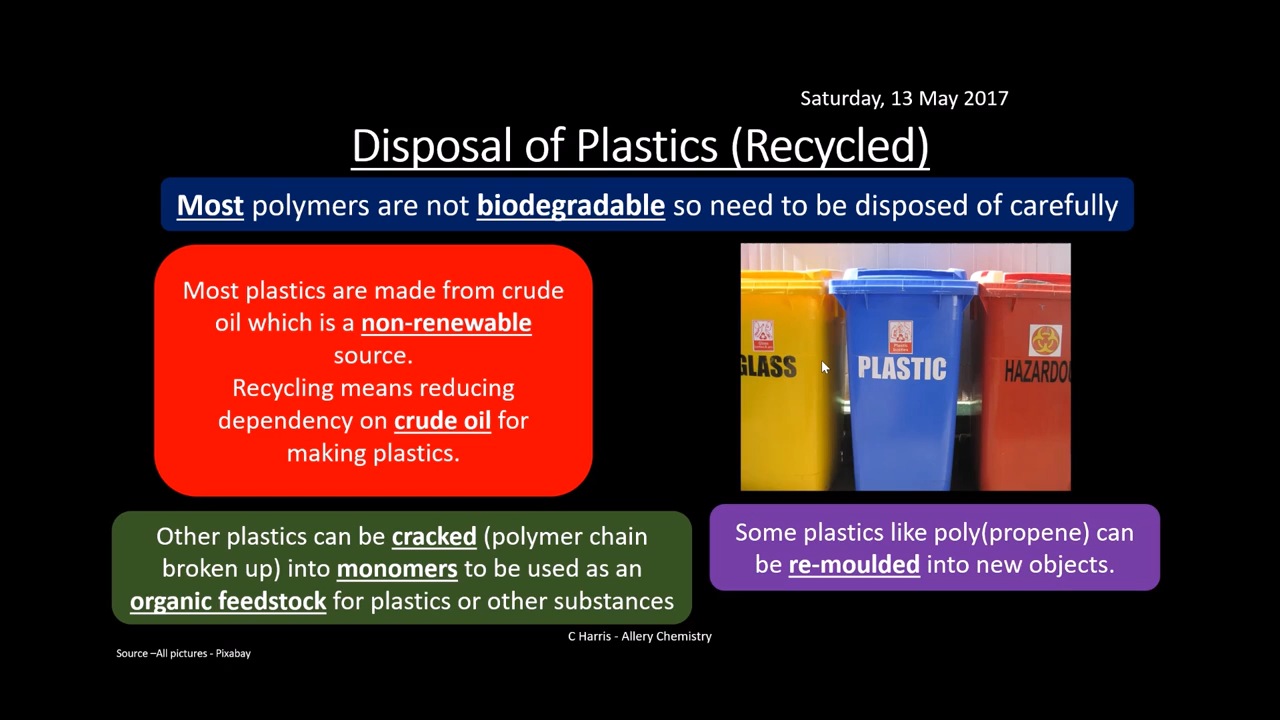 Saturday, 13 May 2017
Disposal of Plastics (Recycled)
Most polymers are not biodegradable so need to be disposed of carefully
Most plastics are made from crude
oil which is a non-renewable
source.
Recycling means reducing
dependency on crude oil for
making plastics.
GLASS
PLASTIC
HAZARDOU
Other plastics can be cracked (polymer chain
broken up) into monomers to be used as an
organic feedstock for plastics or other substances
Some plastics like poly(propene) can
be re-moulded into new objects.
C Harris - Allery Chemistry
Source –All pictures - Pixabay